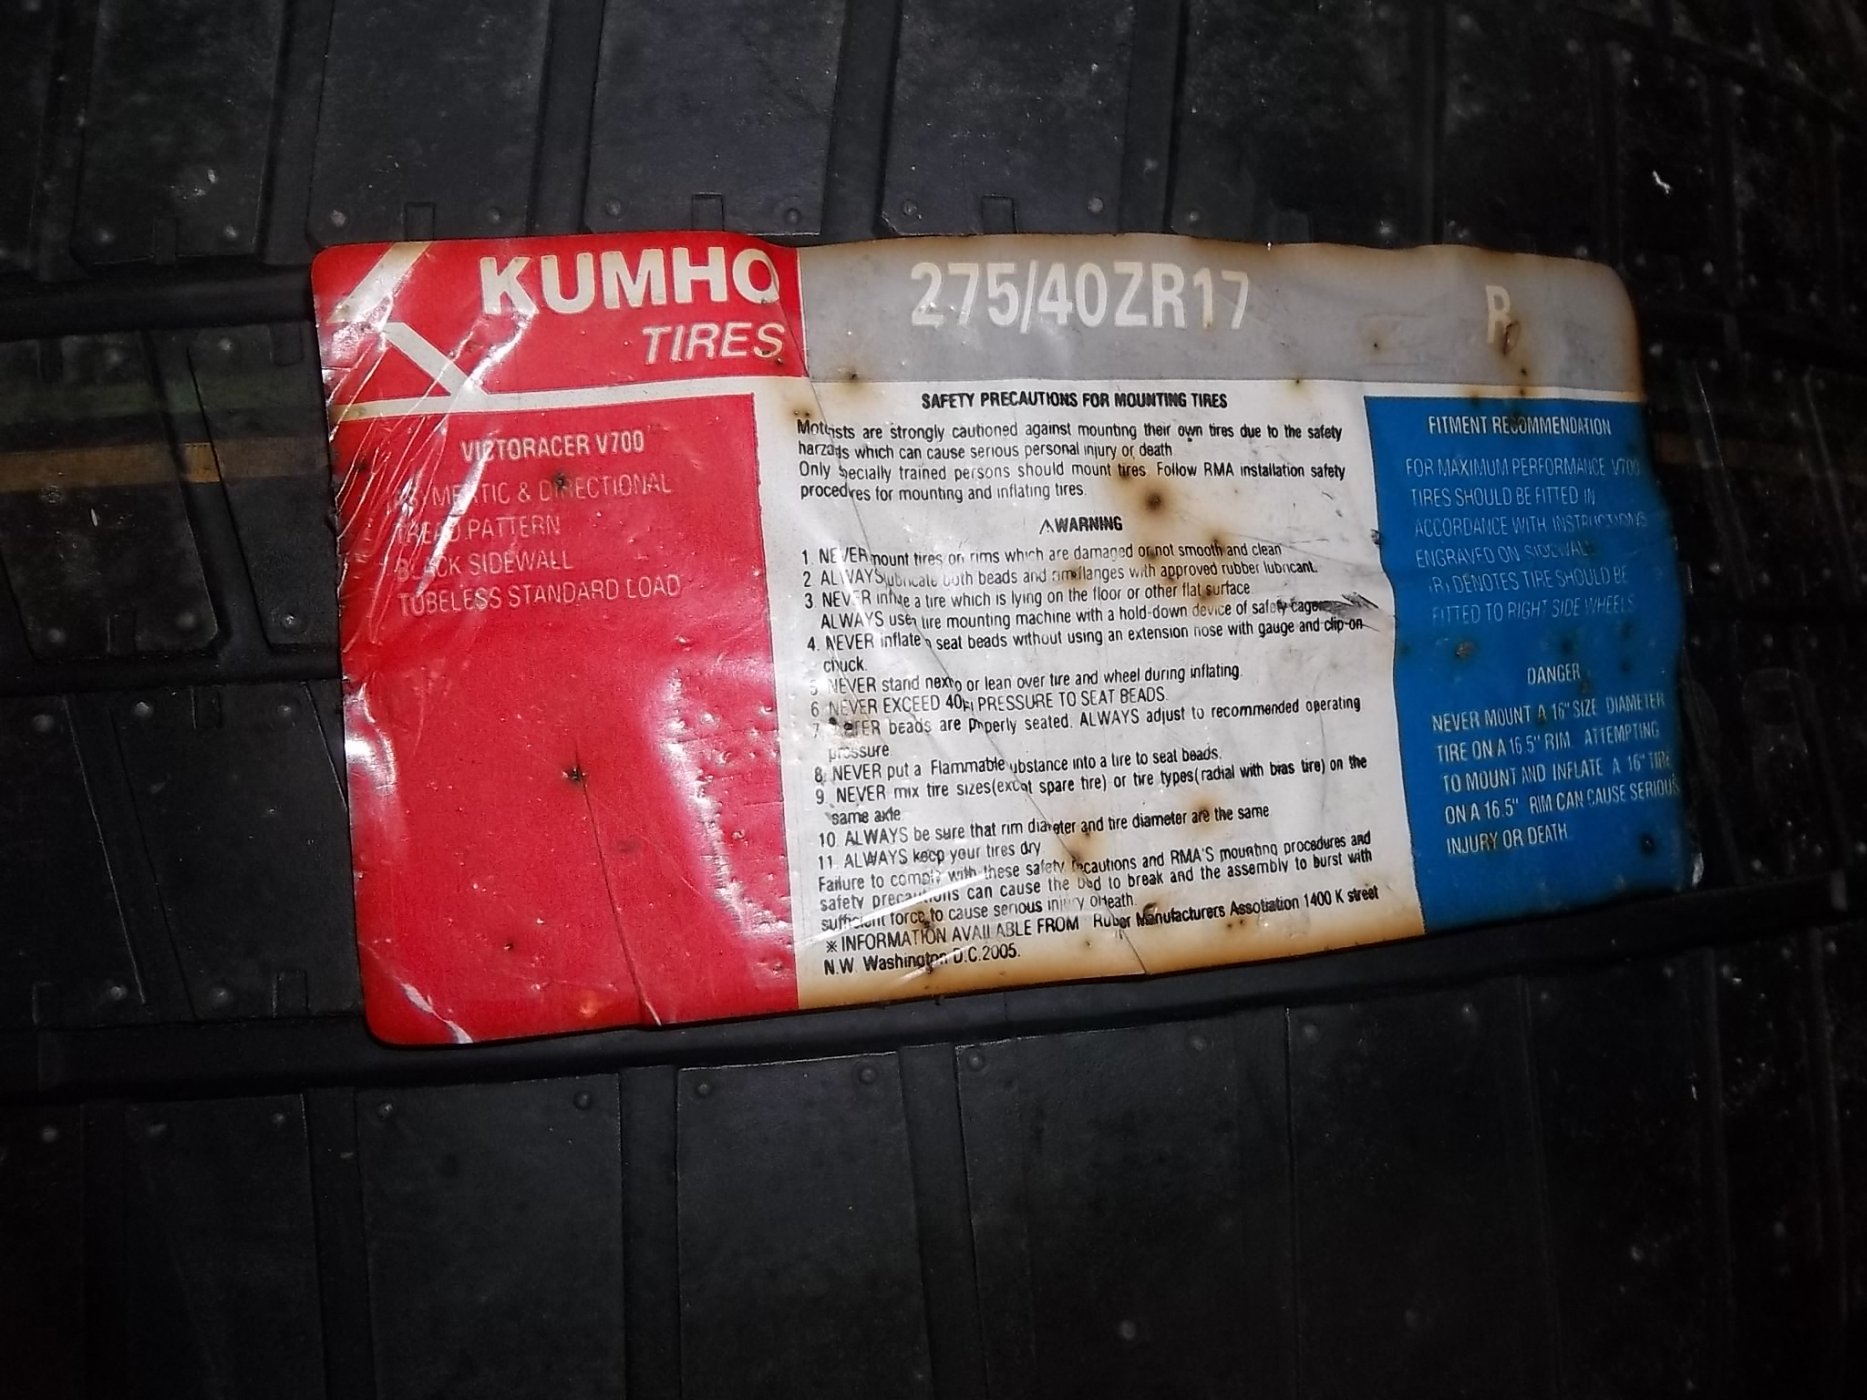 KUMHO
TIRES
275/40ZR17
R
VICTORACER V700
& DIRECTIONAL
TREAD PATTERN
BLACK SIDEWALL
TUBELESS STANDARD LOAD
SAFETY PRECAUTIONS FOR MOUNTING TIRES
are strongly cautioned against mounting their own tires due to the safety
which can cause serious personal injury or death
Only trained persons should mount tires. Follow RMA installation safety
for mounting and inflating tires.
⚠WARNING
1. NEVER mount tires on rims which are damaged or not smooth and clean
2 ALWAYS both beads and rim flanges with approved rubber lubricant.
3. NEVER a tire which is lying on the floor or other flat surface
ALWAYS use tire mounting machine with a hold-down device of safety cager
4. NEVER inflate seat beads without using an extension hose with gauge and clip-on
chuck.
5 NEVER stand next or lean over tire and wheel during inflating.
6 NEVER EXCEED PRESSURE TO SEAT BEADS.
7 beads are seated. ALWAYS adjust to recommended operating
pressure.
8. NEVER put a Flammable into a tire to seat beads.
9. NEVER mix tire sizes( spare tire) or tire types(radial with bias tire) on the
same axle
10. ALWAYS be sure that rim and tire diameter are the same
11. ALWAYS keep your tires dry
Failure to comply with these safety and RMA'S mounting procedures and
safety can cause the to break and the assembly to burst with
sufficient force to cause serious injury
※ INFORMATION AVAILABLE FROM Manufacturers 1400 K street
N.W. Washington D.C.2005.
FITMENT RECOMMENDATION
FOR MAXIMUM PERFORMANCE V700
TIRES SHOULD BE FITTED IN
ACCORDANCE WITH INSTRUCTIONS
ENGRAVED ON SIDEWALL
(R) DENOTES TIRE SHOULD BE
FITTED TO RIGHT SIDE WHEELS
DANGER
NEVER MOUNT A 16" SIZE DIAMETER
TIRE ON A 16.5" RIM. ATTEMPTING
TO MOUNT AND INFLATE A 16" TIRE
ON A 16.5" RIM CAN CAUSE SERIOUS
INJURY OR DEATH